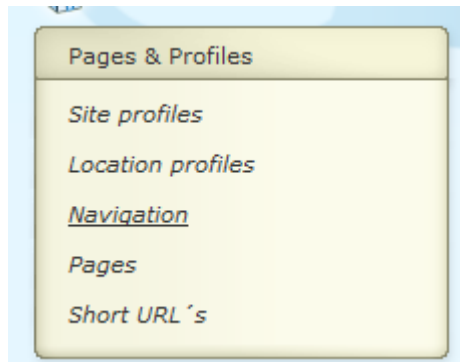 Pages & Profiles
Site profiles
Location profiles
Navigation
Pages
Short URL´s